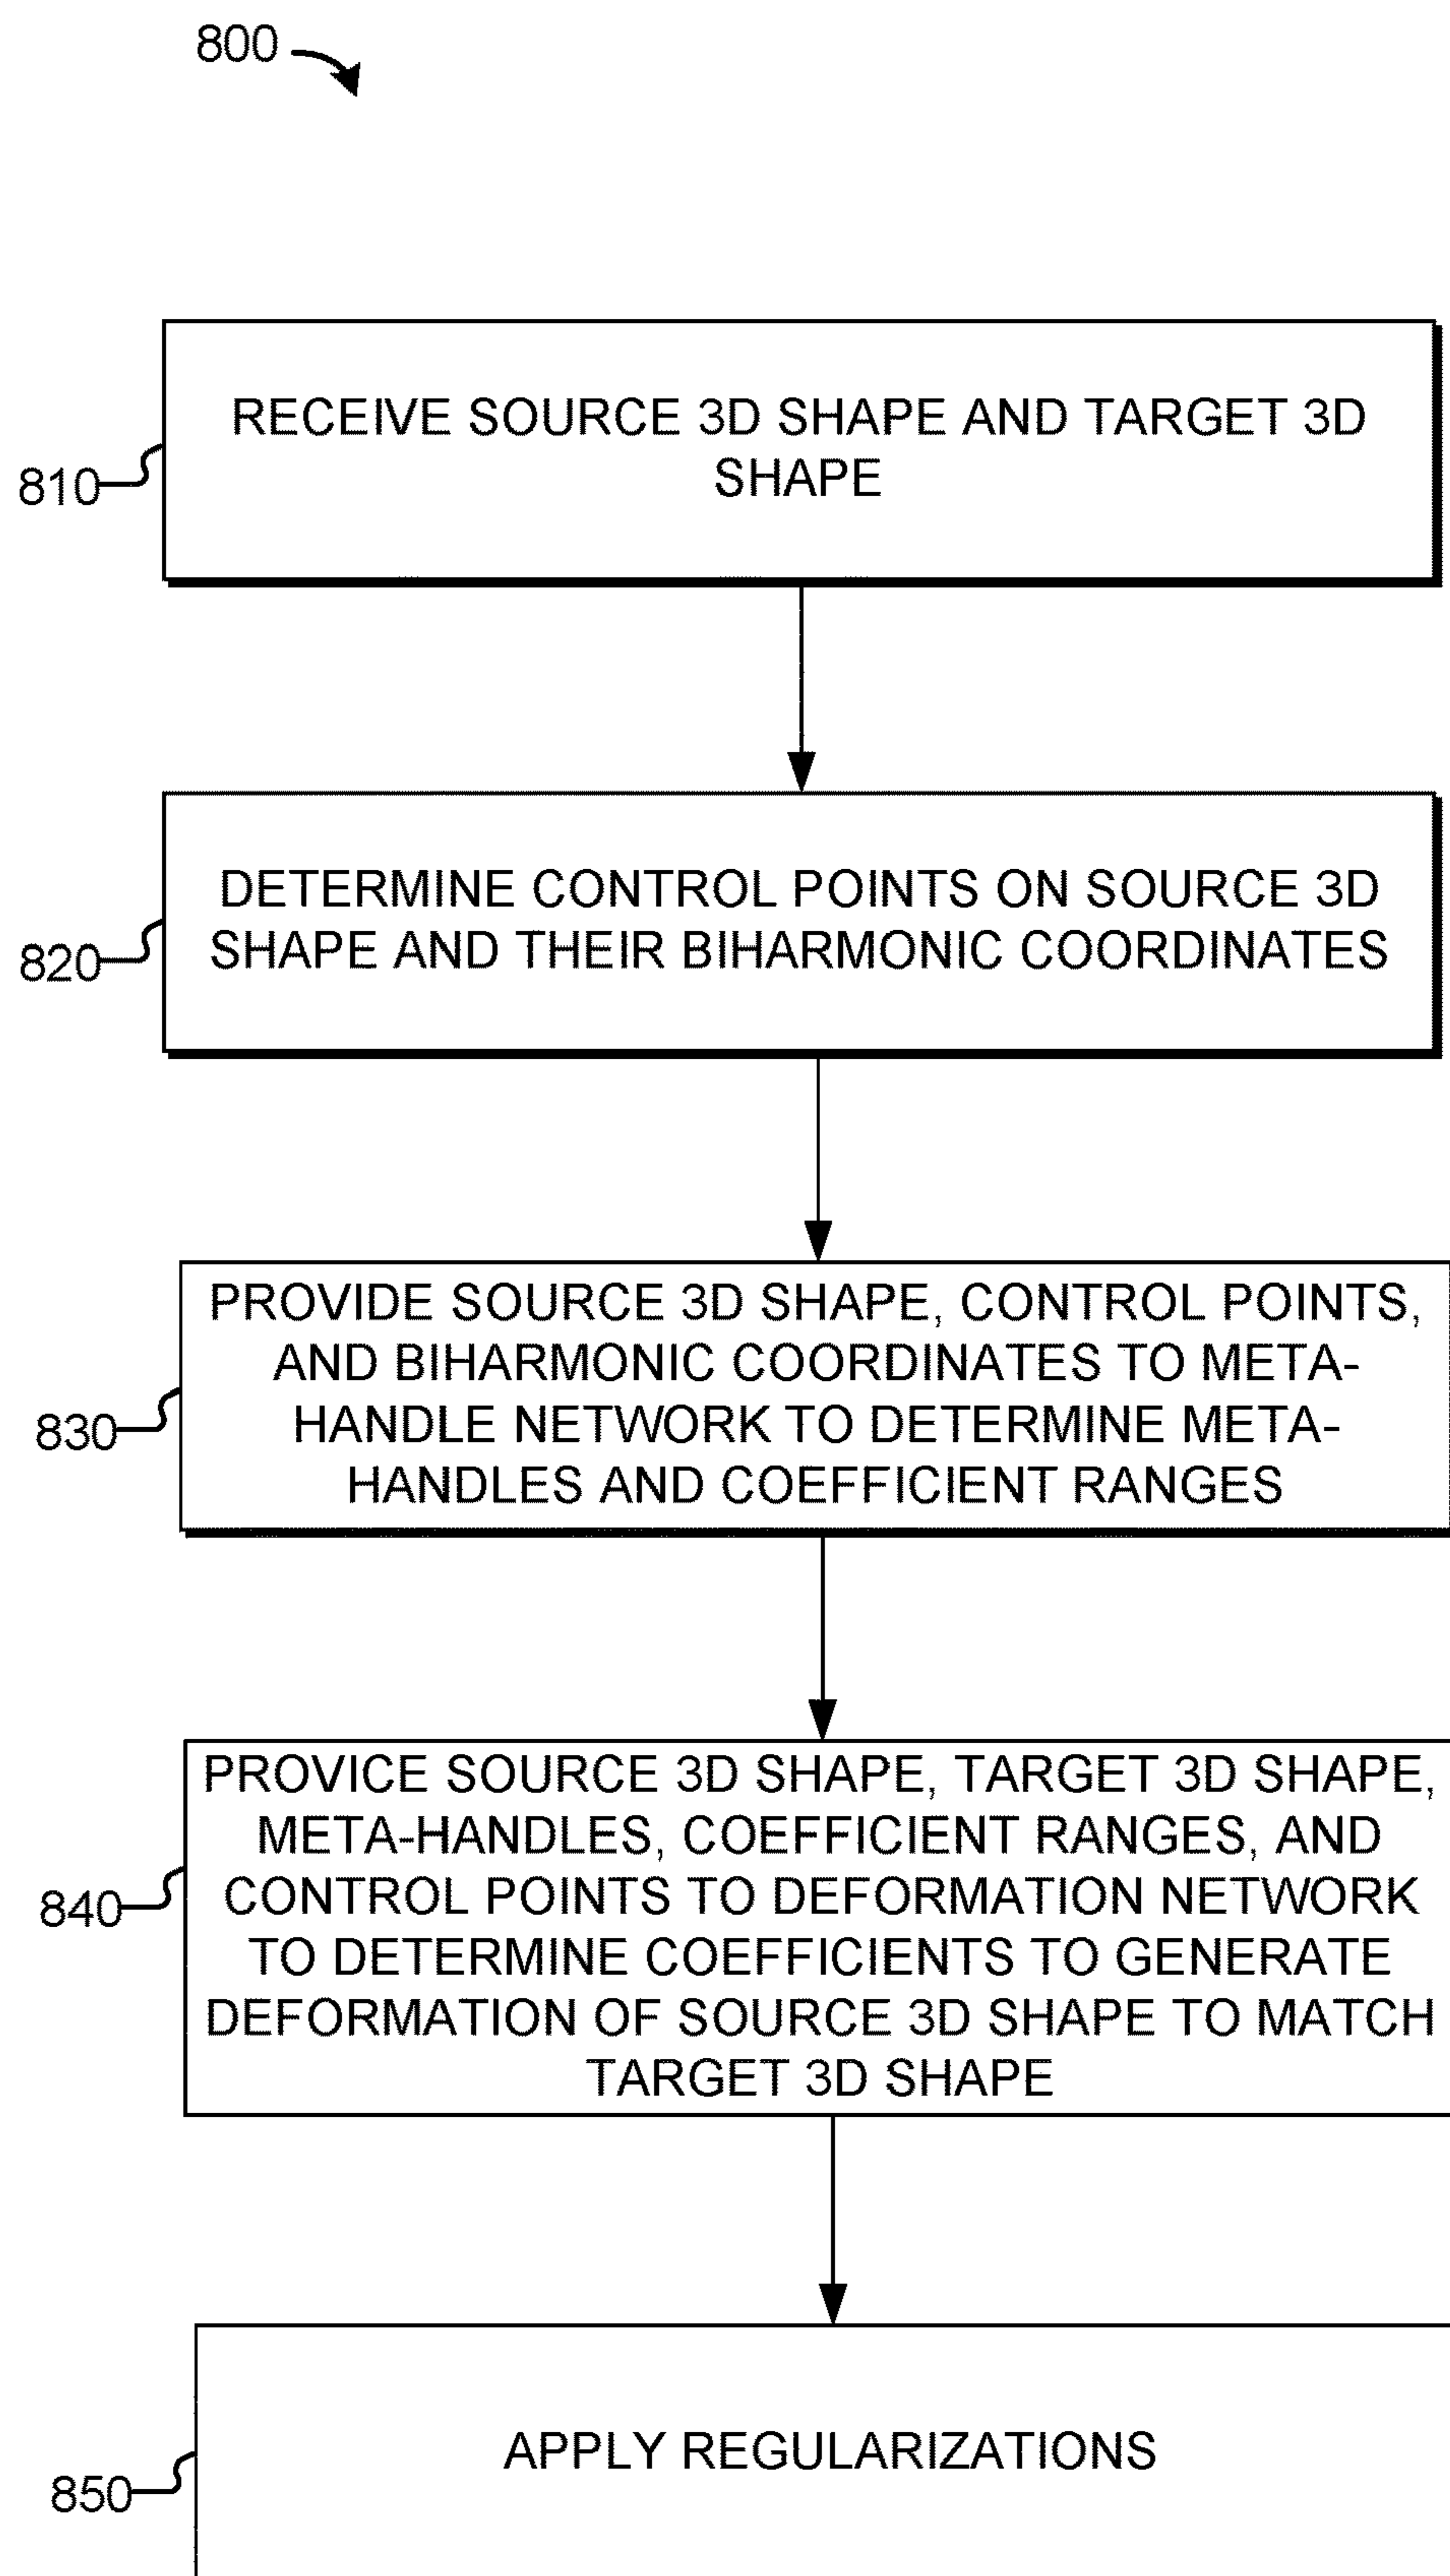 800
RECEIVE SOURCE 3D SHAPE AND TARGET 3D
SHAPE
810
DETERMINE CONTROL POINTS ON SOURCE 3D
SHAPE AND THEIR BIHARMONIC COORDINATES
820
PROVIDE SOURCE 3D SHAPE, CONTROL POINTS,
AND BIHARMONIC COORDINATES TO META-
HANDLE NETWORK TO DETERMINE META-
HANDLES AND COEFFICIENT RANGES
830
PROVICE SOURCE 3D SHAPE, TARGET 3D SHAPE,
META-HANDLES, COEFFICIENT RANGES, AND
CONTROL POINTS TO DEFORMATION NETWORK
TO DETERMINE COEFFICIENTS TO GENERATE
DEFORMATION OF SOURCE 3D SHAPE TO MATCH
TARGET 3D SHAPE
840
APPLY REGULARIZATIONS
850